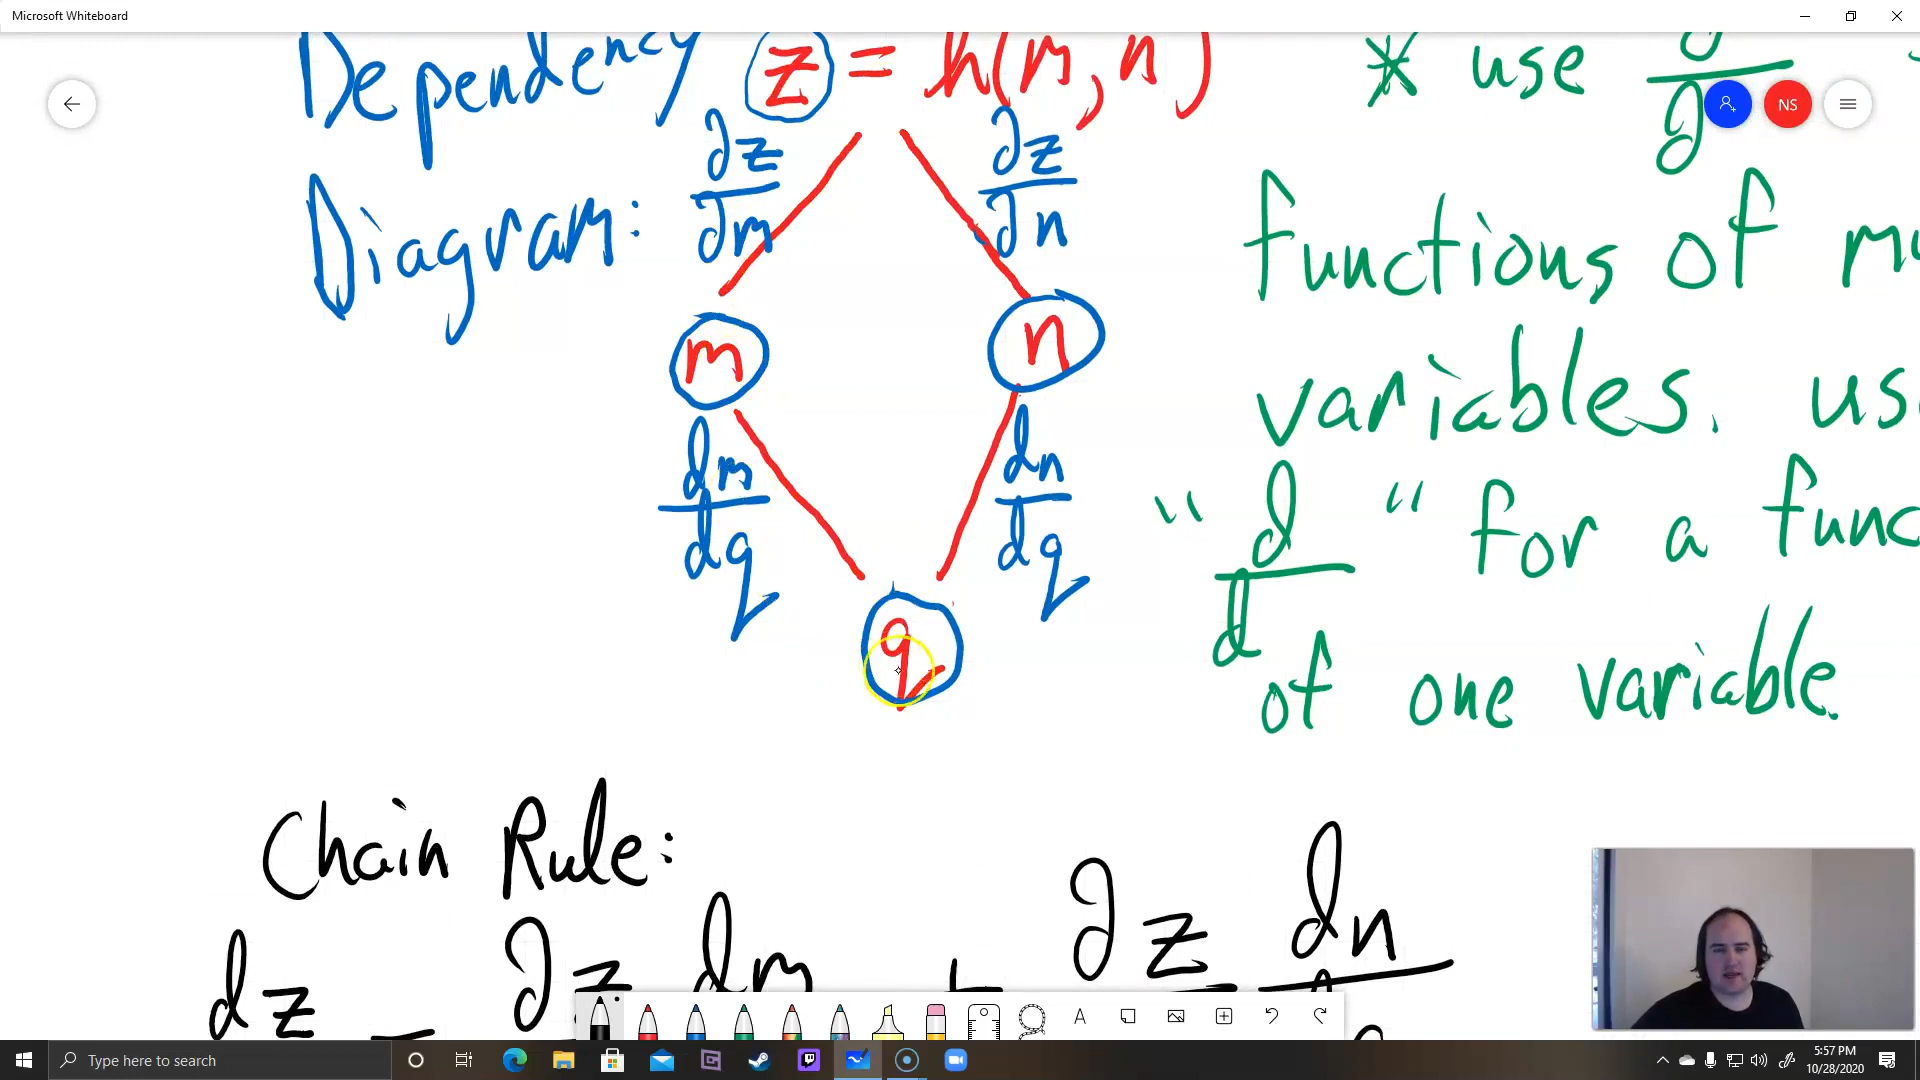 Microsoft Whiteboard
Dependency z = h(m, n)
Diagram:
∂z/∂m
∂z/∂n
m
n
dm/dq
dn/dq
q
* use ∂/∂
functions of
variables. us
"d/d" for a func
of one variable
NS
Chain Rule:
dz = ∂z dm + ∂z dn
A
Type here to search
5:57 PM
10/28/2020